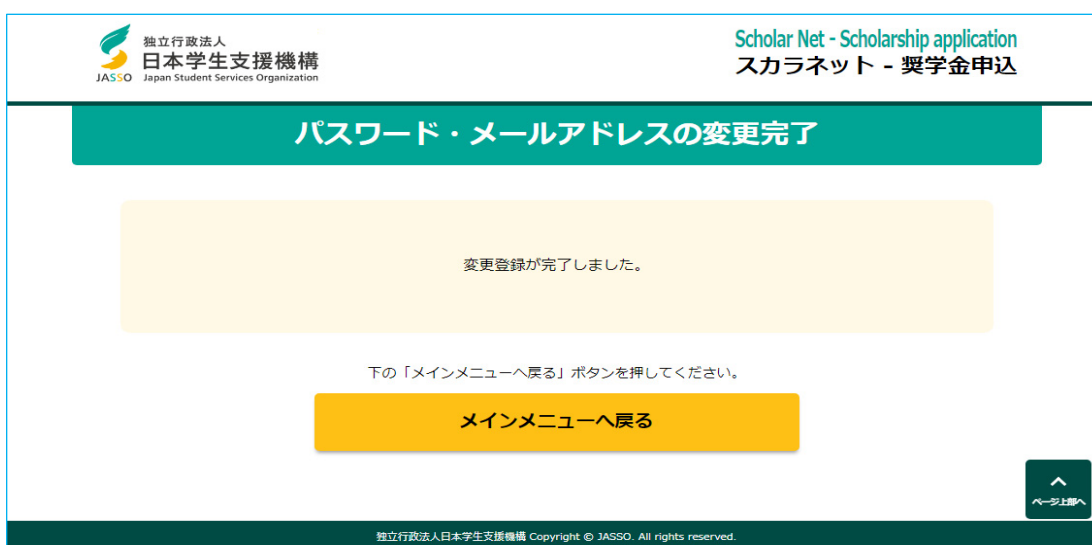 独立行政法人
日本学生支援機構
JASSO Japan Student Services Organization
Scholar Net - Scholarship application
スカラネット - 奨学金申込
パスワード・メールアドレスの変更完了
変更登録が完了しました。
下の「メインメニューへ戻る」ボタンを押してください。
メインメニューへ戻る
ページ上部へ
独立行政法人日本学生支援機構 Copyright © JASSO. All rights reserved.